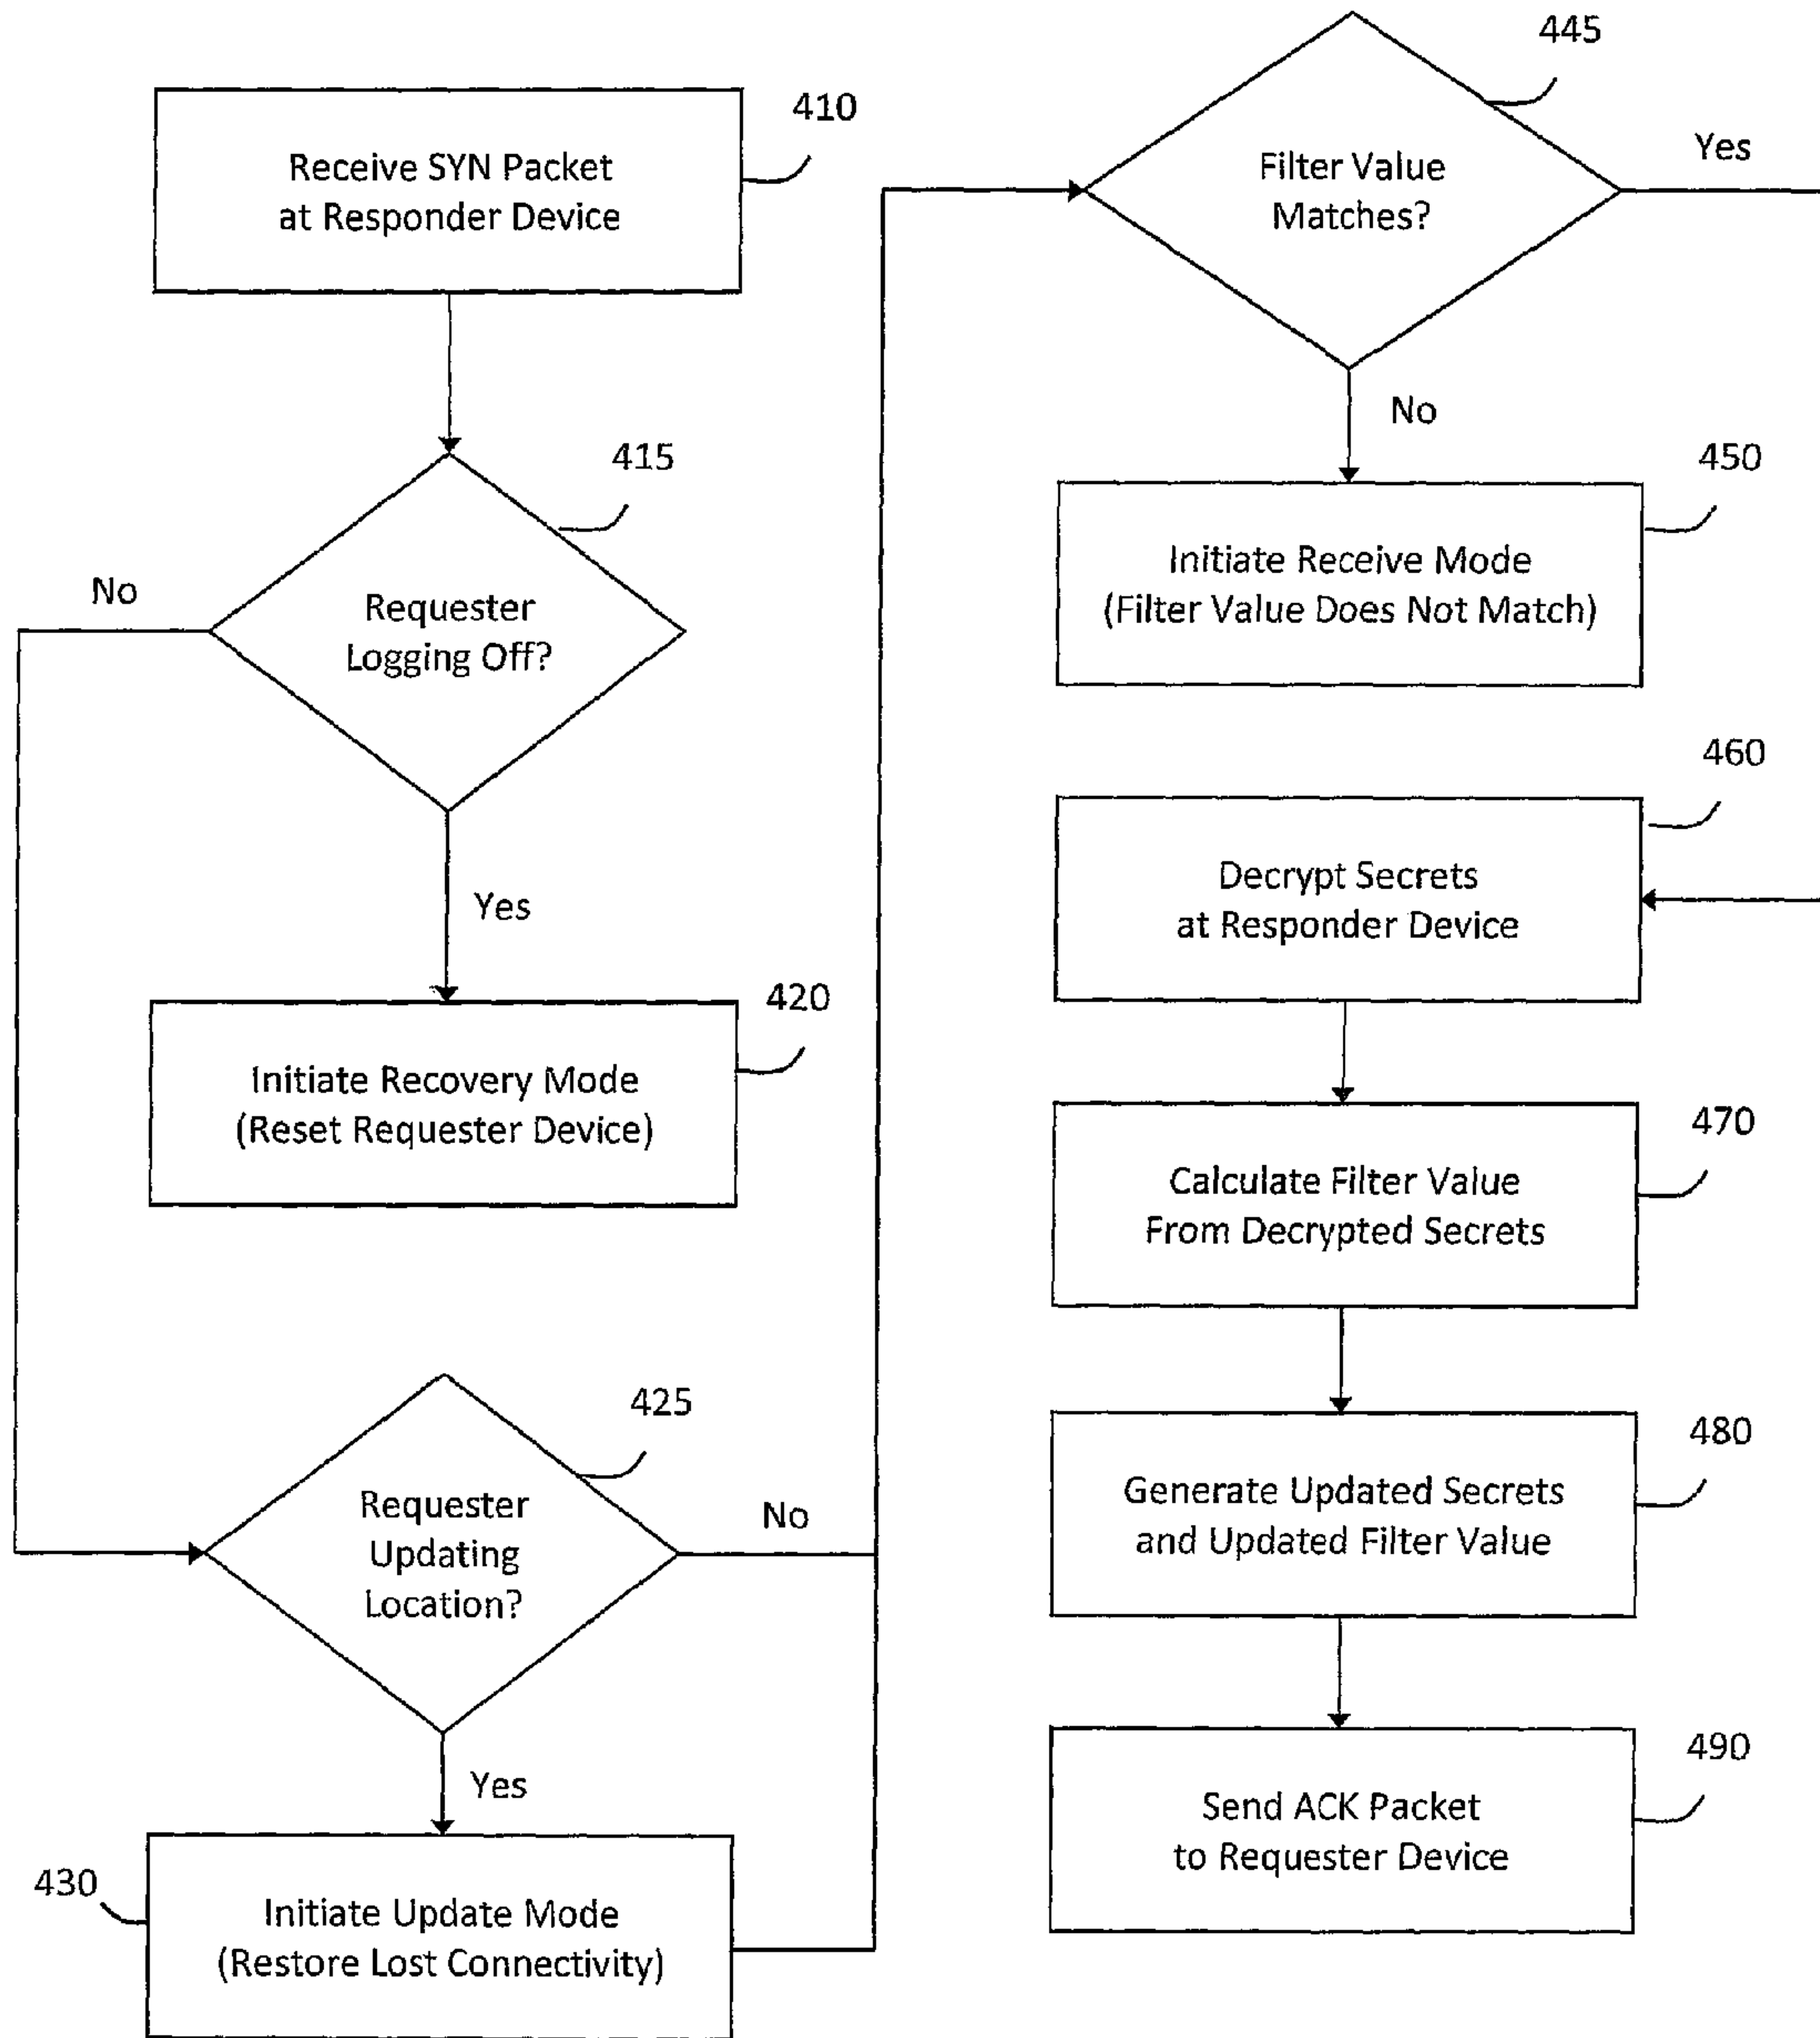 410
Receive SYN Packet
at Responder Device
415
No
Requester
Logging Off?
Yes
420
Initiate Recovery Mode
(Reset Requester Device)
425
Requester
Updating
Location?
No
Yes
430
Initiate Update Mode
(Restore Lost Connectivity)
445
Filter Value
Matches?
Yes
No
450
Initiate Receive Mode
(Filter Value Does Not Match)
460
Decrypt Secrets
at Responder Device
470
Calculate Filter Value
From Decrypted Secrets
480
Generate Updated Secrets
and Updated Filter Value
490
Send ACK Packet
to Requester Device